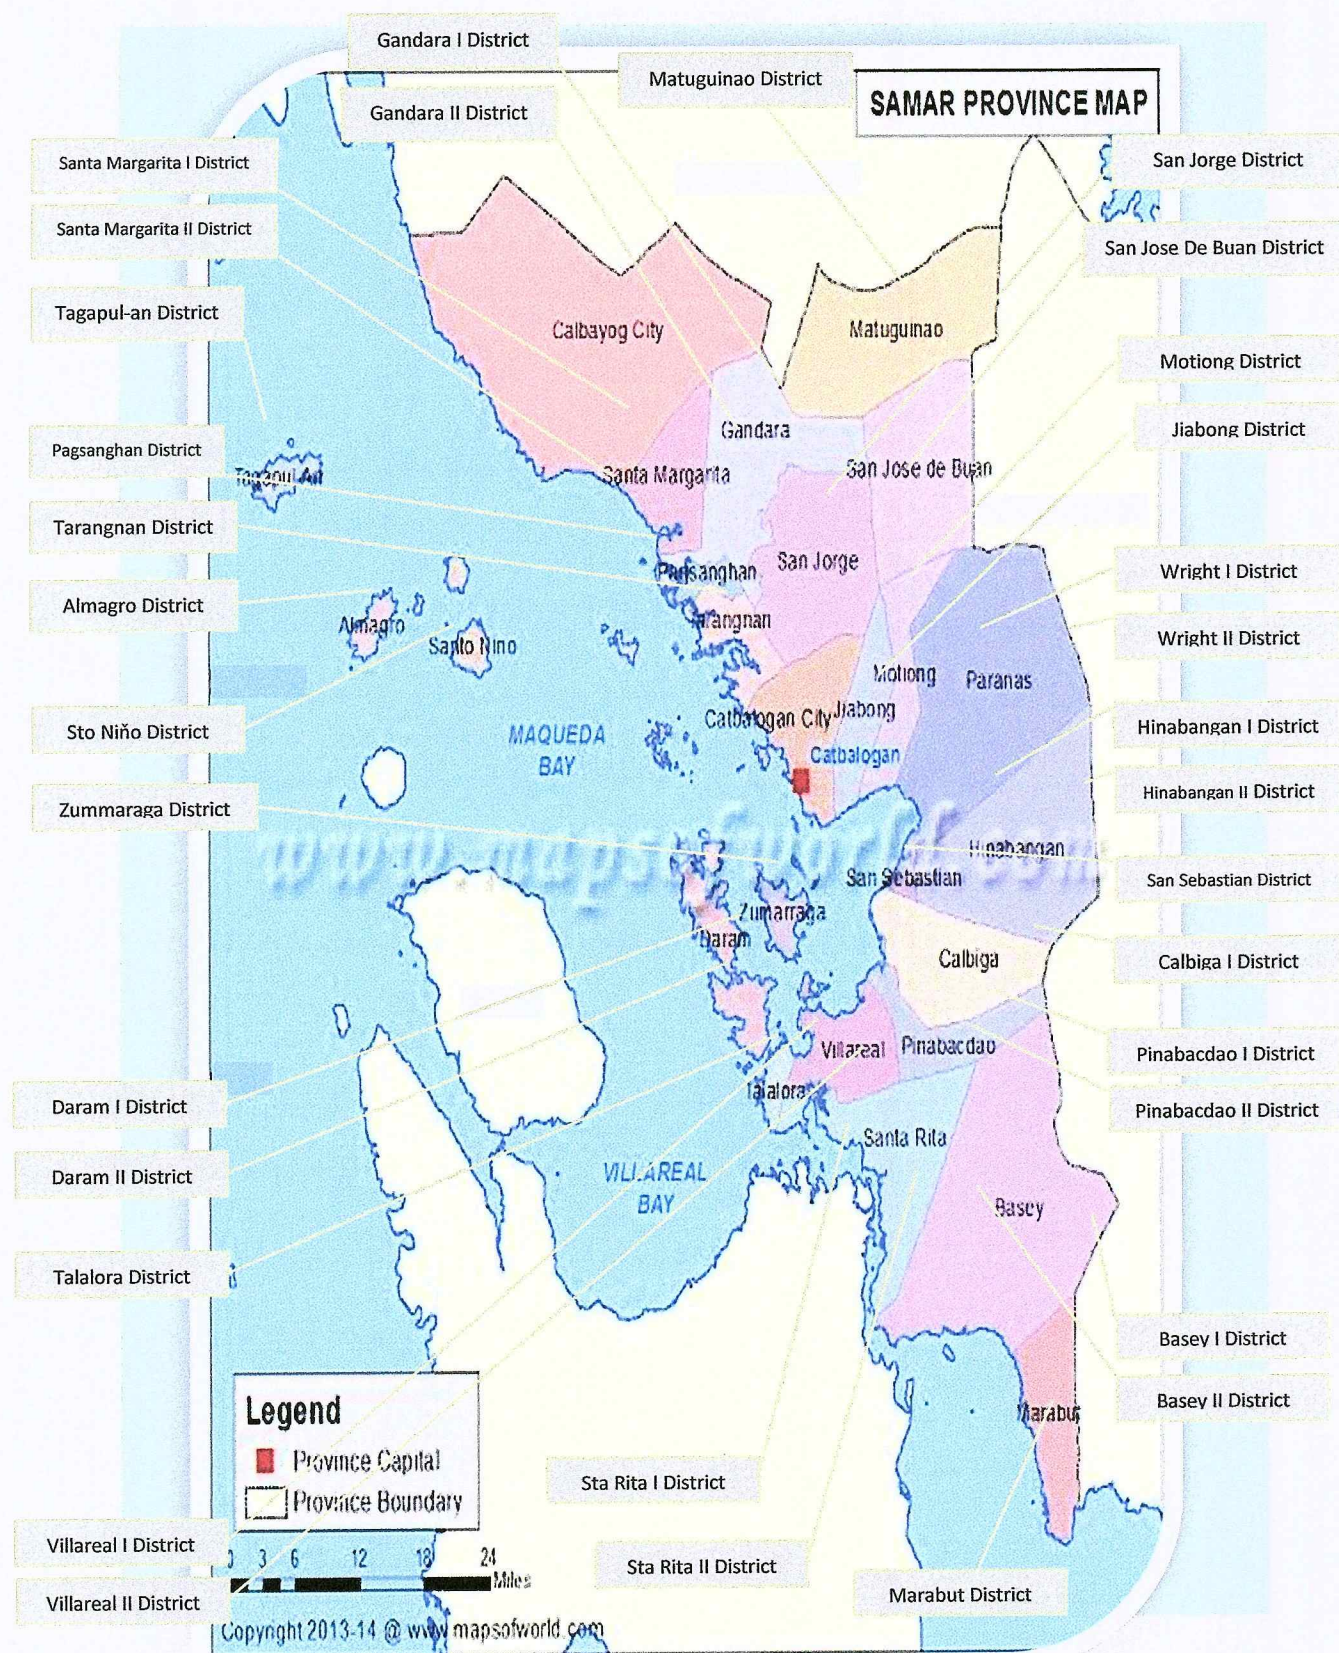 Gandara I District
Matuguinao District
SAMAR PROVINCE MAP
Gandara II District
Santa Margarita I District
San Jorge District
Santa Margarita II District
San Jose De Buan District
Tagapul-an District
Calbayog City
Matuguinao
Motiong District
Gandara
Jiabong District
Pagsanghan District
Santa Margarita
San Jose de Buan
Tagapul An
Tarangnan District
San Jorge
Pagsanghan
Wright I District
Almagro District
Almagro
Tarangnan
Santo Nino
Wright II District
Motiong
Paranas
Sto Niňo District
Catbalogan City
Jiabong
Hinabangan I District
MAQUEDA
BAY
Catbalogan
Hinabangan II District
Zummaraga District
www.mapsofworld.com
Hinabangan
San Sebastian
San Sebastian District
Zumarraga
Daram
Calbiga
Calbiga I District
Villareal
Pinabacdao
Pinabacdao I District
Talalora
Daram I District
Pinabacdao II District
Santa Rita
Daram II District
VILLAREAL
BAY
Basey
Talalora District
Basey I District
Basey II District
Legend
Marabut
Province Capital
Province Boundary
Sta Rita I District
Villareal I District
0 3 6 12 18 24
Miles
Sta Rita II District
Marabut District
Villareal II District
Copyright 2013-14 @ www.mapsofworld.com